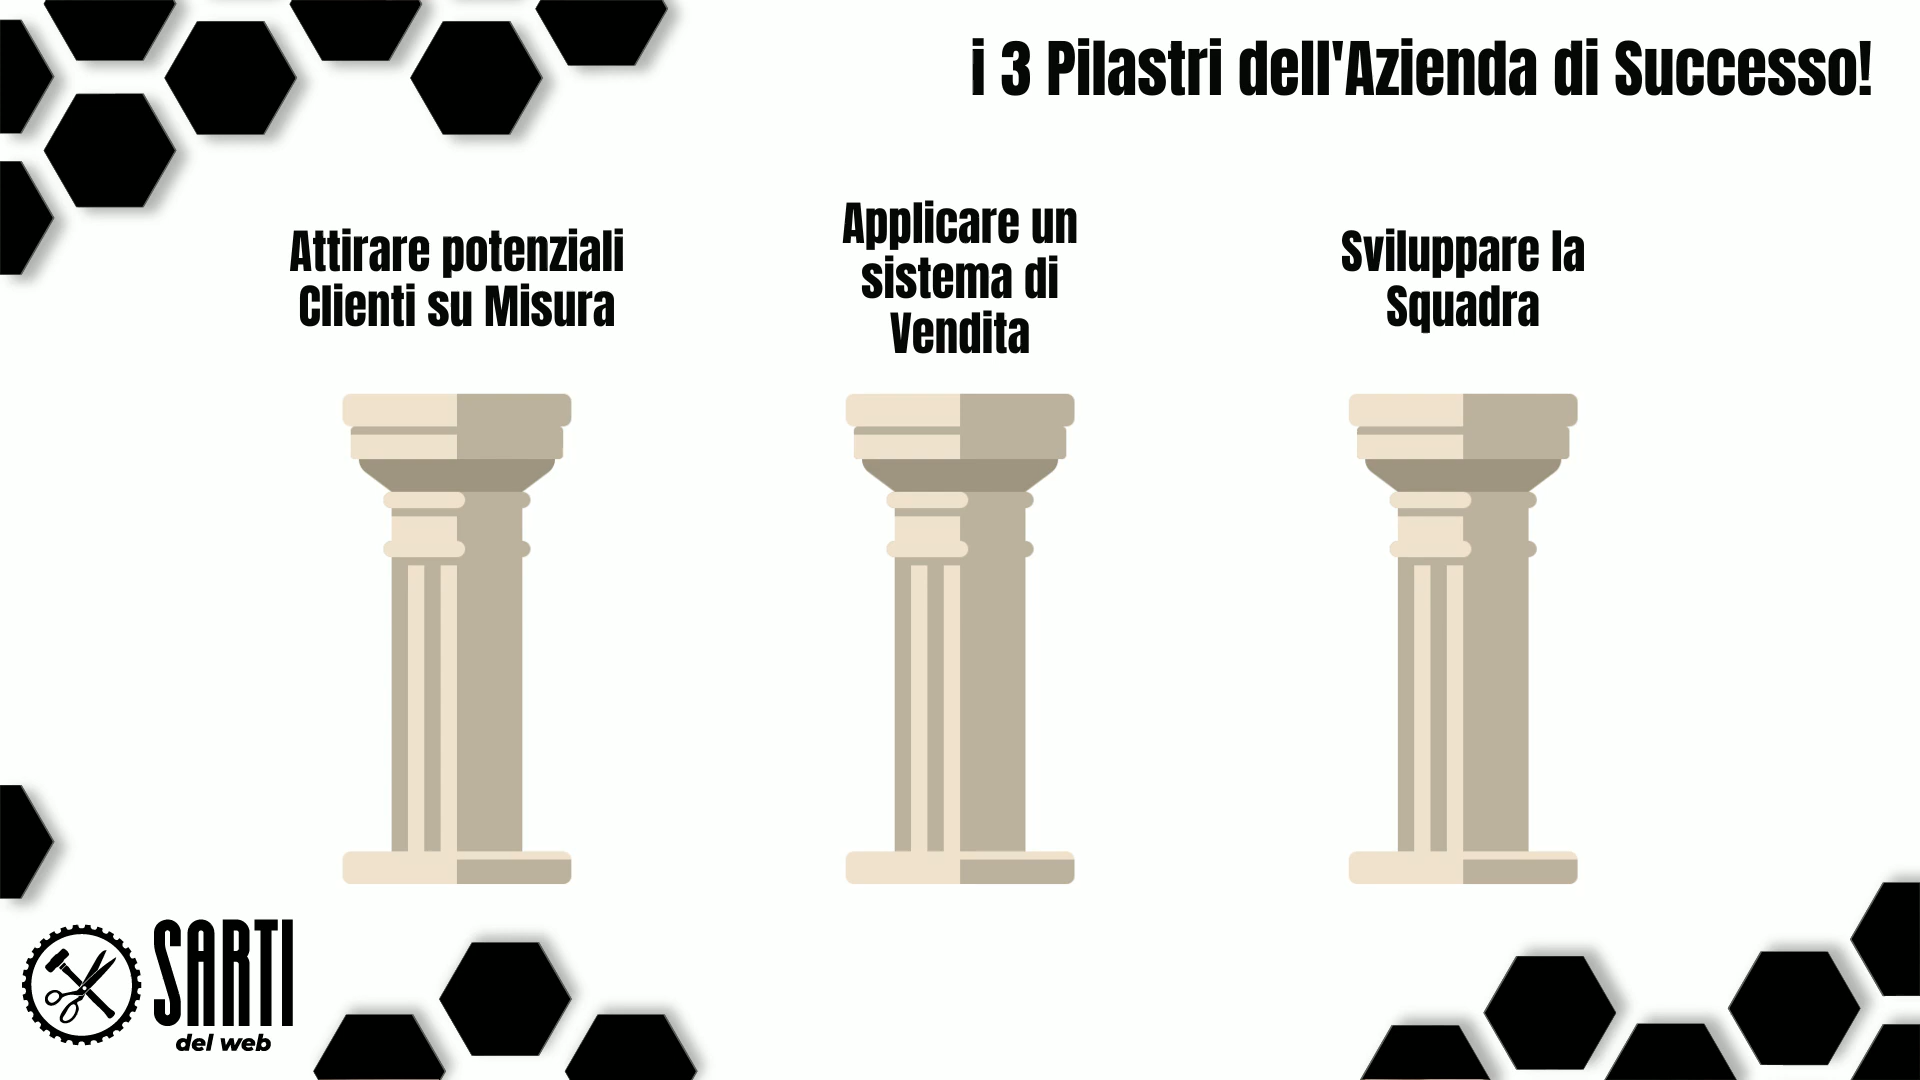 i 3 Pilastri dell'Azienda di Successo!
Attirare potenziali
Clienti su Misura
Applicare un
sistema di
Vendita
Sviluppare la
Squadra
SARTI
del web